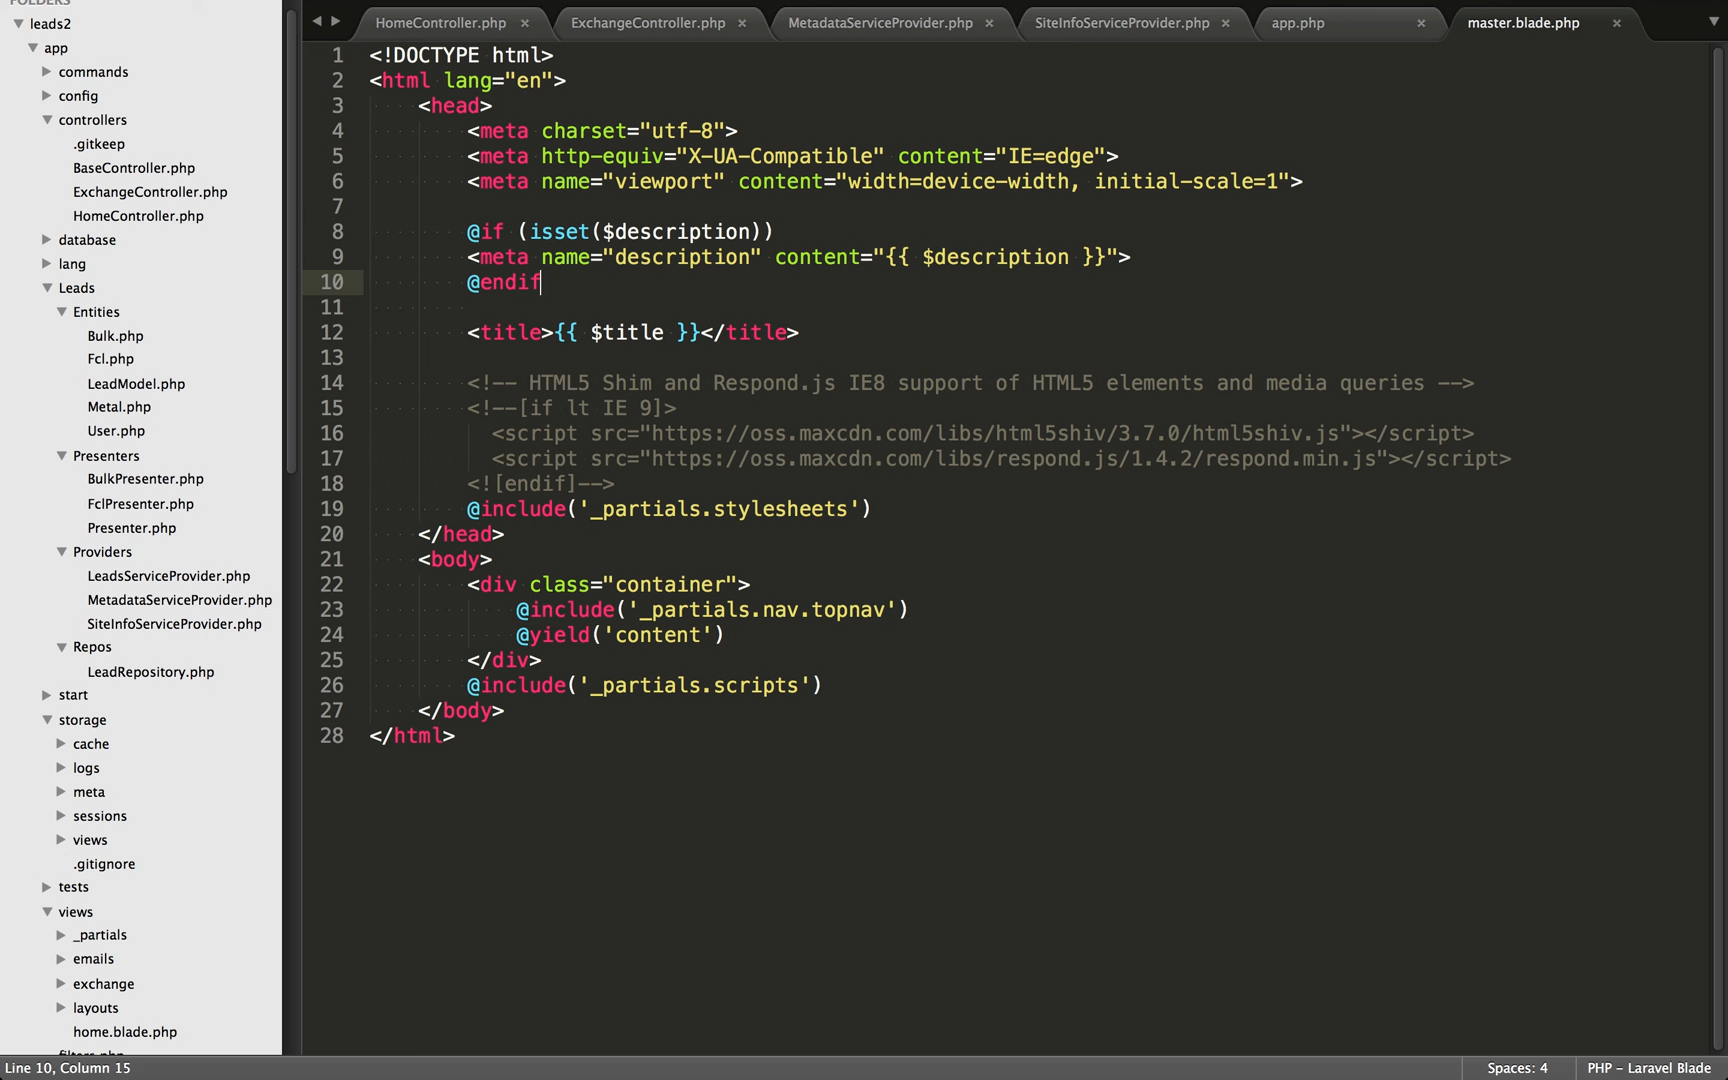 FOLDERS
leads2
app
commands
config
controllers
.gitkeep
BaseController.php
ExchangeController.php
HomeController.php
database
lang
Leads
Entities
Bulk.php
Fcl.php
LeadModel.php
Metal.php
User.php
Presenters
BulkPresenter.php
FclPresenter.php
Presenter.php
Providers
LeadsServiceProvider.php
MetadataServiceProvider.php
SiteInfoServiceProvider.php
Repos
LeadRepository.php
start
storage
cache
logs
meta
sessions
views
.gitignore
tests
views
_partials
emails
exchange
layouts
home.blade.php
filters.php
HomeController.php × ExchangeController.php × MetadataServiceProvider.php × SiteInfoServiceProvider.php × app.php × master.blade.php ×
1 <!DOCTYPE html>
2 <html lang="en">
3 <head>
4 <meta charset="utf-8">
5 <meta http-equiv="X-UA-Compatible" content="IE=edge">
6 <meta name="viewport" content="width=device-width, initial-scale=1">
7
8 @if (isset($description))
9 <meta name="description" content="{{ $description }}">
10 @endif
11
12 <title>{{ $title }}</title>
13
14 <!-- HTML5 Shim and Respond.js IE8 support of HTML5 elements and media queries -->
15 <!--[if lt IE 9]>
16 <script src="https://oss.maxcdn.com/libs/html5shiv/3.7.0/html5shiv.js"></script>
17 <script src="https://oss.maxcdn.com/libs/respond.js/1.4.2/respond.min.js"></script>
18 <![endif]-->
19 @include('_partials.stylesheets')
20 </head>
21 <body>
22 <div class="container">
23 @include('_partials.nav.topnav')
24 @yield('content')
25 </div>
26 @include('_partials.scripts')
27 </body>
28 </html>
Line 10, Column 15
Spaces: 4
PHP - Laravel Blade